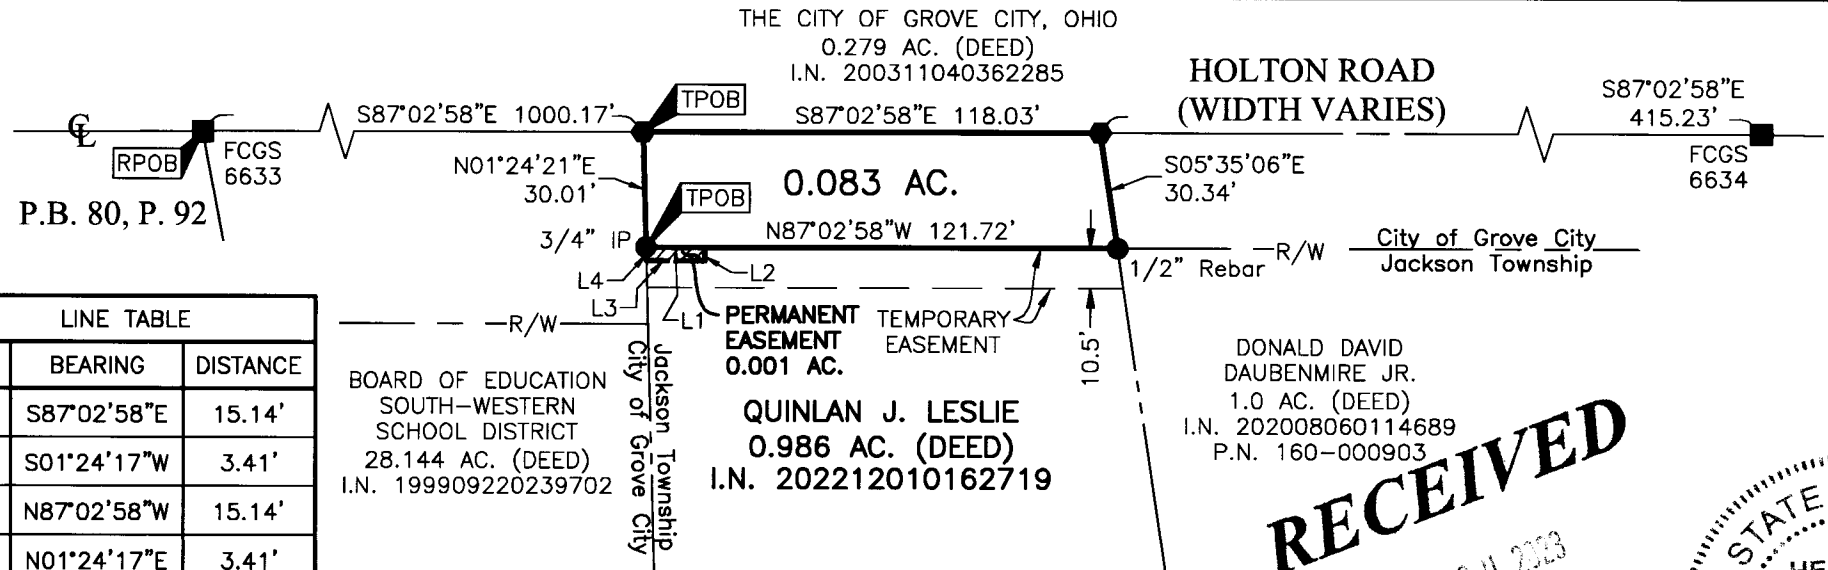 THE CITY OF GROVE CITY, OHIO
0.279 AC. (DEED)
I.N. 200311040362285
HOLTON ROAD
(WIDTH VARIES)
S87°02'58"E
415.23'
S87°02'58"E 1000.17'
TPOB
S87°02'58"E 118.03'
℄
RPOB
FCGS
6633
FCGS
6634
N01°24'21"E
30.01'
0.083 AC.
S05°35'06"E
30.34'
P.B. 80, P. 92
TPOB
3/4" IP
N87°02'58"W 121.72'
1/2" Rebar
R/W
City of Grove City
Jackson Township
L4
L3
L1
L2
PERMANENT
EASEMENT
0.001 AC.
TEMPORARY
EASEMENT
10.5'
R/W
LINE TABLE
BEARING DISTANCE
S87°02'58"E 15.14'
S01°24'17"W 3.41'
N87°02'58"W 15.14'
N01°24'17"E 3.41'
BOARD OF EDUCATION
SOUTH-WESTERN
SCHOOL DISTRICT
28.144 AC. (DEED)
I.N. 199909220239702
Jackson Township
City of Grove City
QUINLAN J. LESLIE
0.986 AC. (DEED)
I.N. 202212010162719
DONALD DAVID
DAUBENMIRE JR.
1.0 AC. (DEED)
I.N. 202008060114689
P.N. 160-000903
RECEIVED
2023
STATE